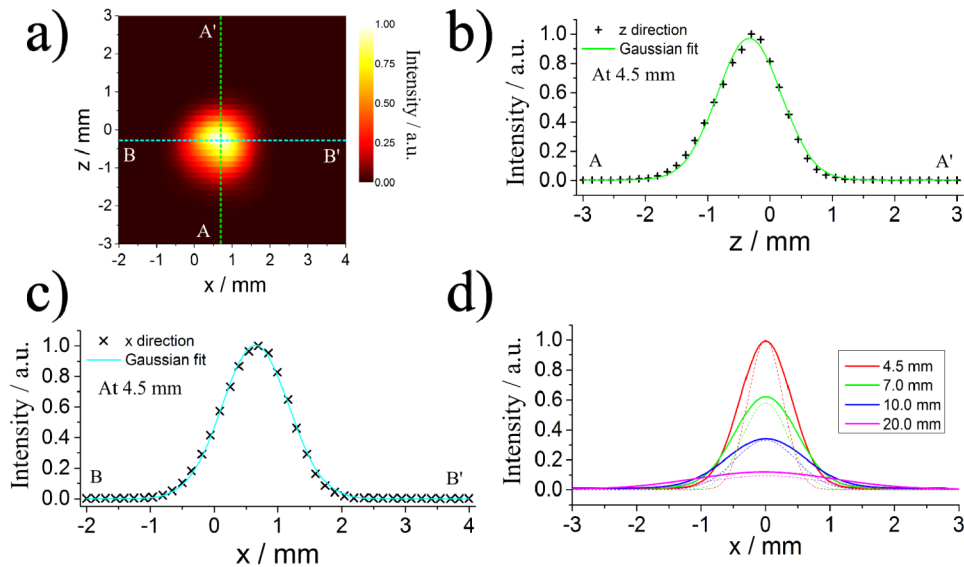 a)
3
2
1
0
-1
-2
-3
z / mm
-2 -1 0 1 2 3 4
x / mm
A'
B B'
A
1.00
0.75
0.50
0.25
0.00
Intensity / a.u.
b)
z direction
Gaussian fit
At 4.5 mm
1.0
0.8
0.6
0.4
0.2
0.0
Intensity / a.u.
A A'
-3 -2 -1 0 1 2 3
z / mm
c)
x direction
Gaussian fit
At 4.5 mm
1.0
0.8
0.6
0.4
0.2
0.0
Intensity / a.u.
B B'
-2 -1 0 1 2 3 4
x / mm
d)
1.0
0.8
0.6
0.4
0.2
0.0
Intensity / a.u.
4.5 mm
7.0 mm
10.0 mm
20.0 mm
-3 -2 -1 0 1 2 3
x / mm